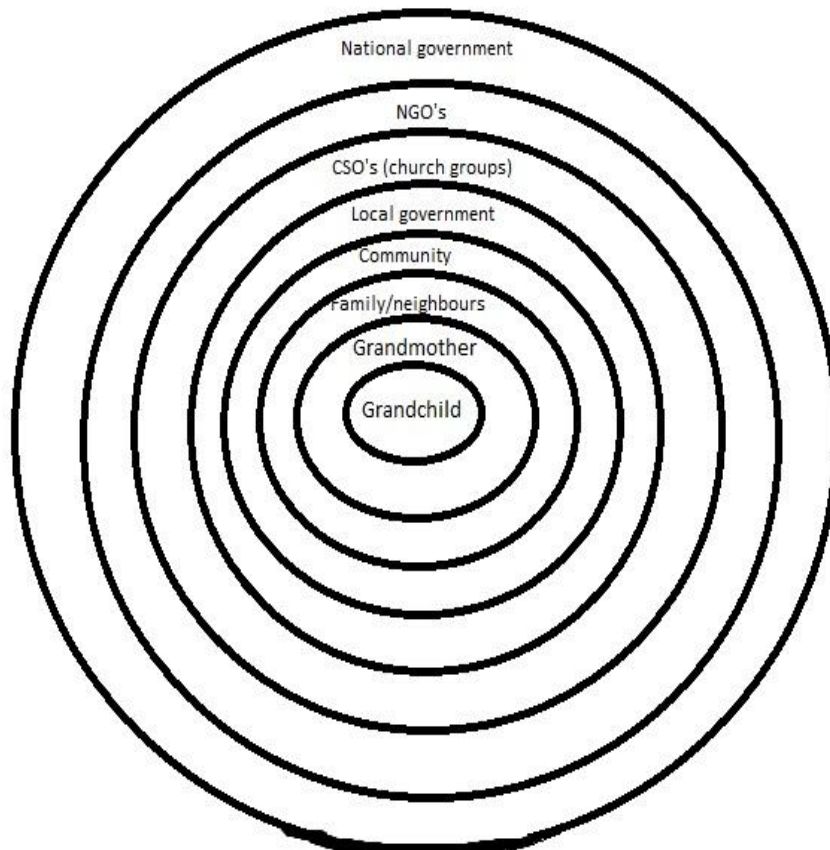 National government
NGO's
CSO's (church groups)
Local government
Community
Family/neighbours
Grandmother
Grandchild